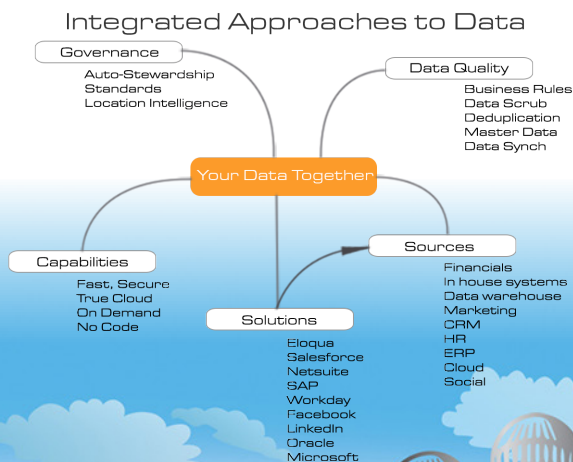 Integrated Approaches to Data
Governance
Auto-Stewardship
Standards
Location Intelligence
Data Quality
Business Rules
Data Scrub
Deduplication
Master Data
Data Synch
Your Data Together
Capabilities
Fast, Secure
True Cloud
On Demand
No Code
Solutions
Eloqua
Salesforce
Netsuite
SAP
Workday
Facebook
LinkedIn
Oracle
Microsoft
Sources
Financials
In house systems
Data warehouse
Marketing
CRM
HR
ERP
Cloud
Social